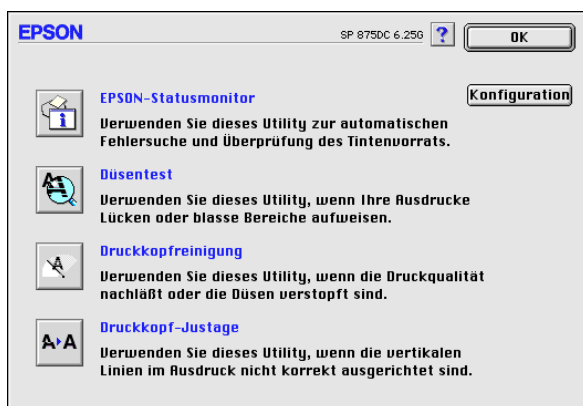 EPSON
SP 875DC 6.25G
?
OK
Konfiguration
EPSON-Statusmonitor
Verwenden Sie dieses Utility zur automatischen
Fehlersuche und Überprüfung des Tintenvorrats.
Düsentest
Verwenden Sie dieses Utility, wenn Ihre Ausdrucke
Lücken oder blasse Bereiche aufweisen.
Druckkopfreinigung
Verwenden Sie dieses Utility, wenn die Druckqualität
nachläßt oder die Düsen verstopft sind.
A▸A
Druckkopf-Justage
Verwenden Sie dieses Utility, wenn die vertikalen
Linien im Ausdruck nicht korrekt ausgerichtet sind.